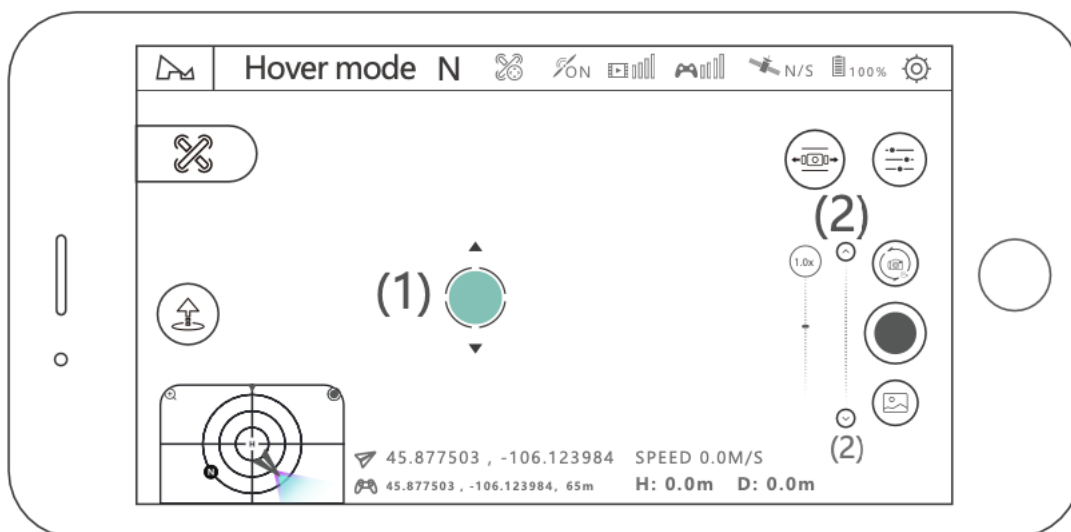 Hover mode N ON N/S 100%
(2)
1.0x
(1)
H
N
45.877503 , -106.123984 SPEED 0.0M/S
(2)
45.877503 , -106.123984, 65m H: 0.0m D: 0.0m